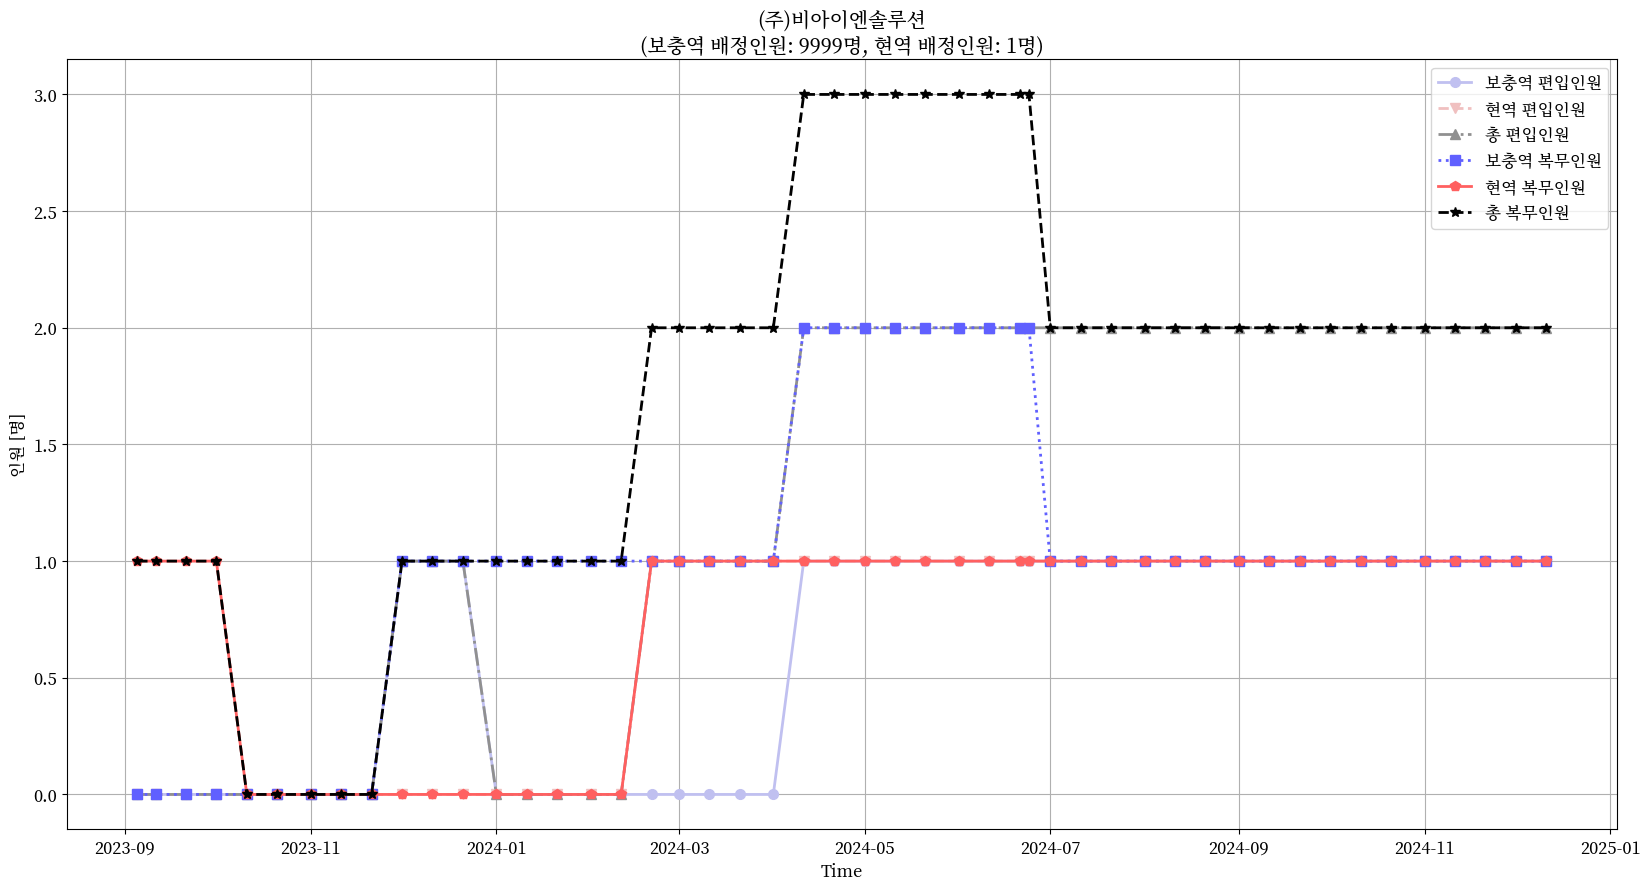 (주)비아이엔솔루션
(보충역 배정인원: 9999명, 현역 배정인원: 1명)
보충역 편입인원
현역 편입인원
총 편입인원
보충역 복무인원
현역 복무인원
총 복무인원
인원 [명]
3.0
2.5
2.0
1.5
1.0
0.5
0.0
2023-09
2023-11
2024-01
2024-03
2024-05
2024-07
2024-09
2024-11
2025-01
Time